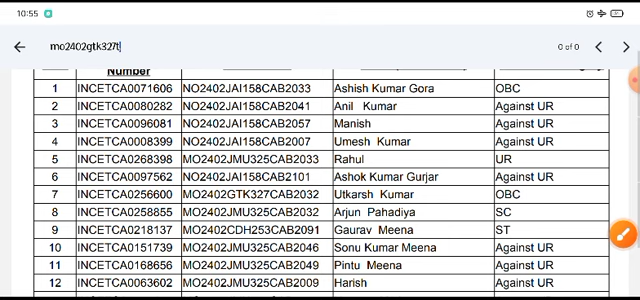 10:55
mo2402gtk327t
0 of 0
Number
1 INCETCA0071606 NO2402JAI158CAB2033 Ashish Kumar Gora OBC
2 INCETCA0080282 NO2402JAI158CAB2041 Anil Kumar Against UR
3 INCETCA0096081 NO2402JAI158CAB2057 Manish Against UR
4 INCETCA0008399 NO2402JAI158CAB2007 Umesh Kumar Against UR
5 INCETCA0268398 MO2402JMU325CAB2033 Rahul UR
6 INCETCA0097562 NO2402JAI158CAB2101 Ashok Kumar Gurjar Against UR
7 INCETCA0256600 MO2402GTK327CAB2032 Utkarsh Kumar OBC
8 INCETCA0258855 MO2402JMU325CAB2032 Arjun Pahadiya SC
9 INCETCA0218137 MO2402CDH253CAB2091 Gaurav Meena ST
10 INCETCA0151739 MO2402JMU325CAB2046 Sonu Kumar Meena Against UR
11 INCETCA0168656 MO2402JMU325CAB2049 Pintu Meena Against UR
12 INCETCA0063602 MO2402JMU325CAB2009 Harish Against UR